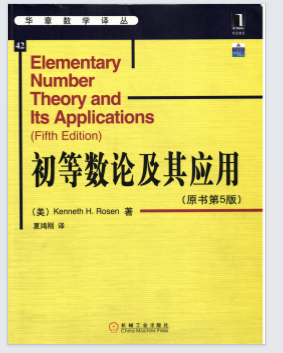 华章数学译丛
42
Elementary
Number
Theory and
Its Applications
(Fifth Edition)
初等数论及其应用
(原书第5版)
(美) Kenneth H. Rosen 著
夏鸿刚 译
机械工业出版社
China Machine Press